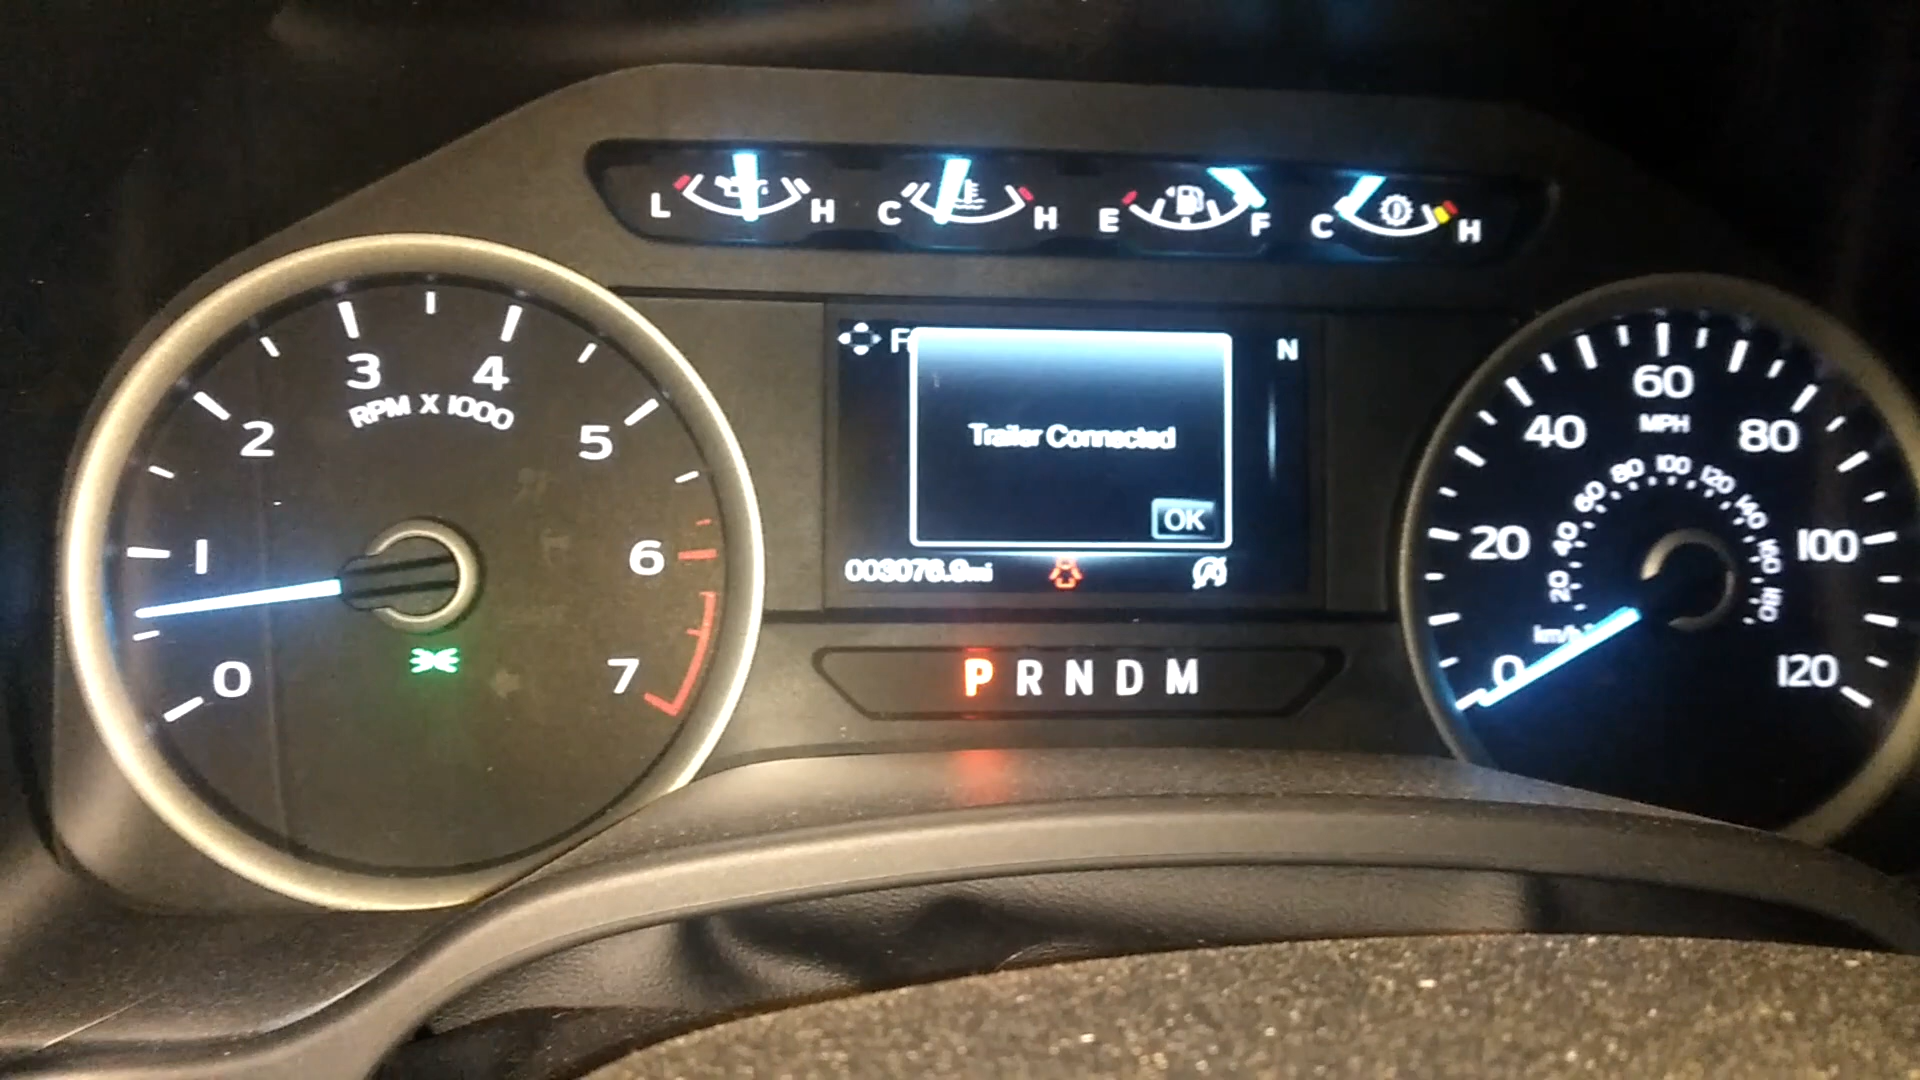 L H C H E F C H
F N
Trailer Connected
OK
003076.9mi
P R N D M
0 1 2 3 4 5 6 7
RPM X 1000
0 20 40 60 80 100 120
MPH
20 40 60 80 100 120 140 160 180
km/h